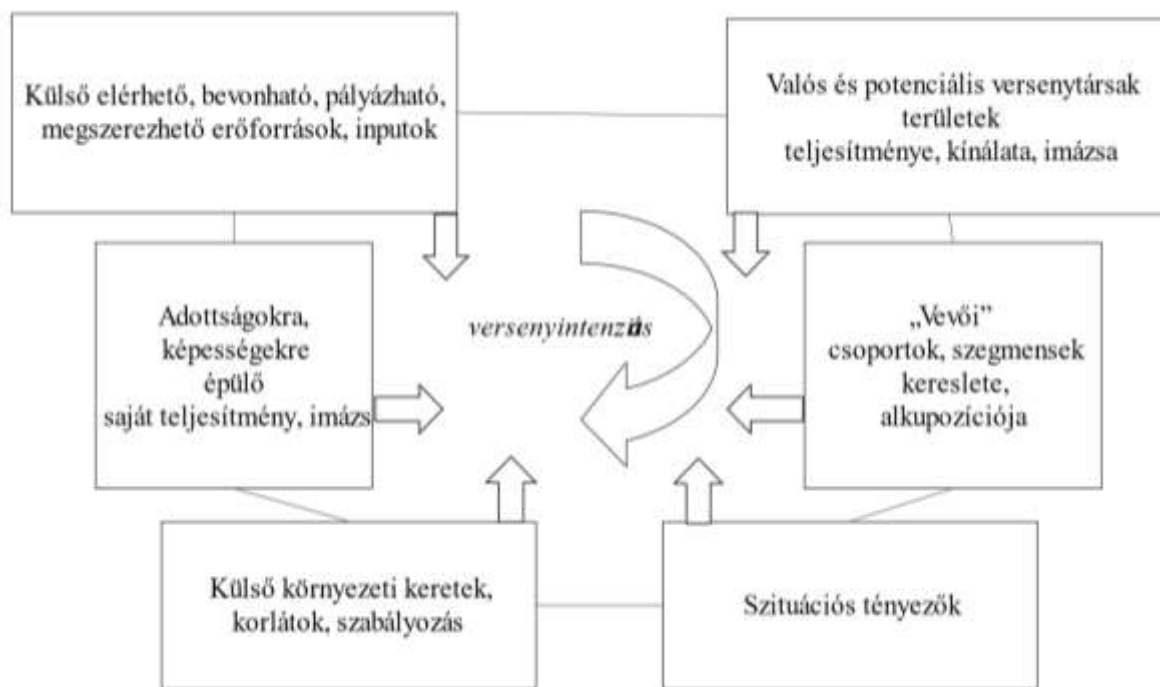 Külső elérhető, bevonható, pályázható,
megszerezhető erőforrások, inputok
Valós és potenciális versenytársak
területek
teljesítménye, kínálata, imázsa
Adottságokra,
képességekre
épülő
saját teljesítmény, imázs
versenyintenzitás
„Vevői”
csoportok, szegmensek
kereslete,
alkupozíciója
Külső környezeti keretek,
korlátok, szabályozás
Szituációs tényezők